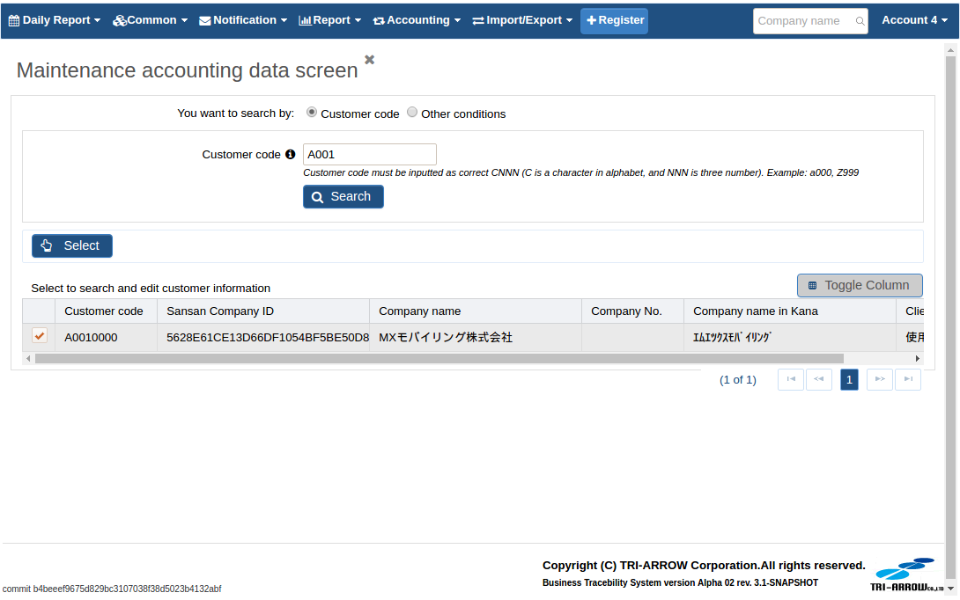 Daily Report Common Notification Report Accounting Import/Export Register Company name Account 4
Maintenance accounting data screen
You want to search by: Customer code Other conditions
Customer code A001
Customer code must be inputted as correct CNNN (C is a character in alphabet, and NNN is three number). Example: a000, Z999
Search
Select
Toggle Column
Select to search and edit customer information
Customer code Sansan Company ID Company name Company No. Company name in Kana Clie
A0010000 5628E61CE13D66DF1054BF5BE50D8 MXモバイリング株式会社 ｴﾑｴﾂｸｽﾓﾊﾞｲﾘﾝｸﾞ 使用
(1 of 1) 1
Copyright (C) TRI-ARROW Corporation.All rights reserved.
Business Tracebility System version Alpha 02 rev. 3.1-SNAPSHOT
TRI-ARROW CO.,LTD
commit b4beeef9675d829bc3107038f38d5023b4132abf